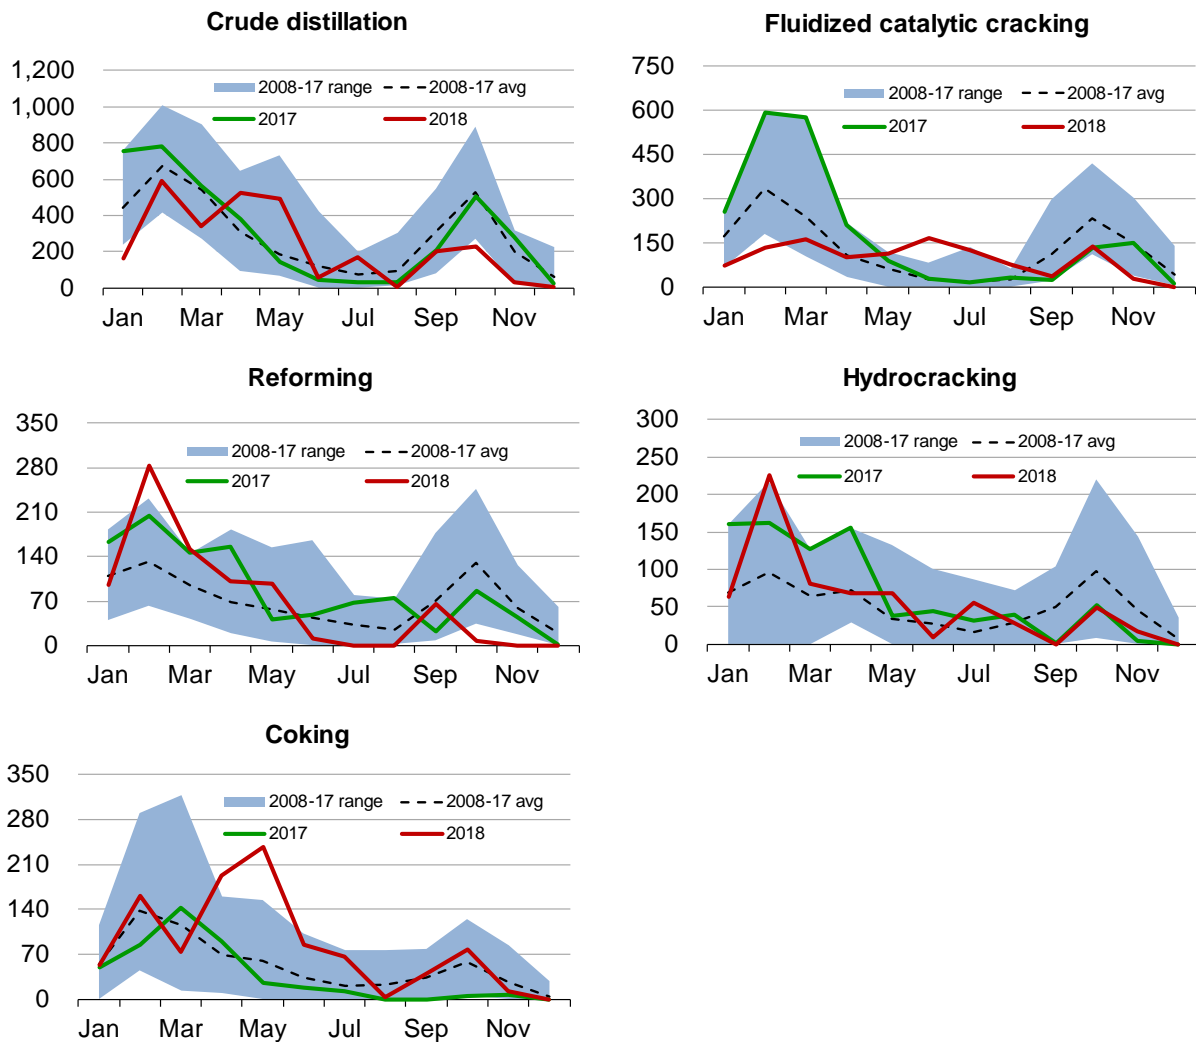 Crude distillation
1,200
1,000
800
600
400
200
0
2008-17 range
2008-17 avg
2017
2018
Jan Mar May Jul Sep Nov
Fluidized catalytic cracking
750
600
450
300
150
0
2008-17 range
2008-17 avg
2017
2018
Jan Mar May Jul Sep Nov
Reforming
350
280
210
140
70
0
2008-17 range
2008-17 avg
2017
2018
Jan Mar May Jul Sep Nov
Hydrocracking
300
250
200
150
100
50
0
2008-17 range
2008-17 avg
2017
2018
Jan Mar May Jul Sep Nov
Coking
350
280
210
140
70
0
2008-17 range
2008-17 avg
2017
2018
Jan Mar May Jul Sep Nov